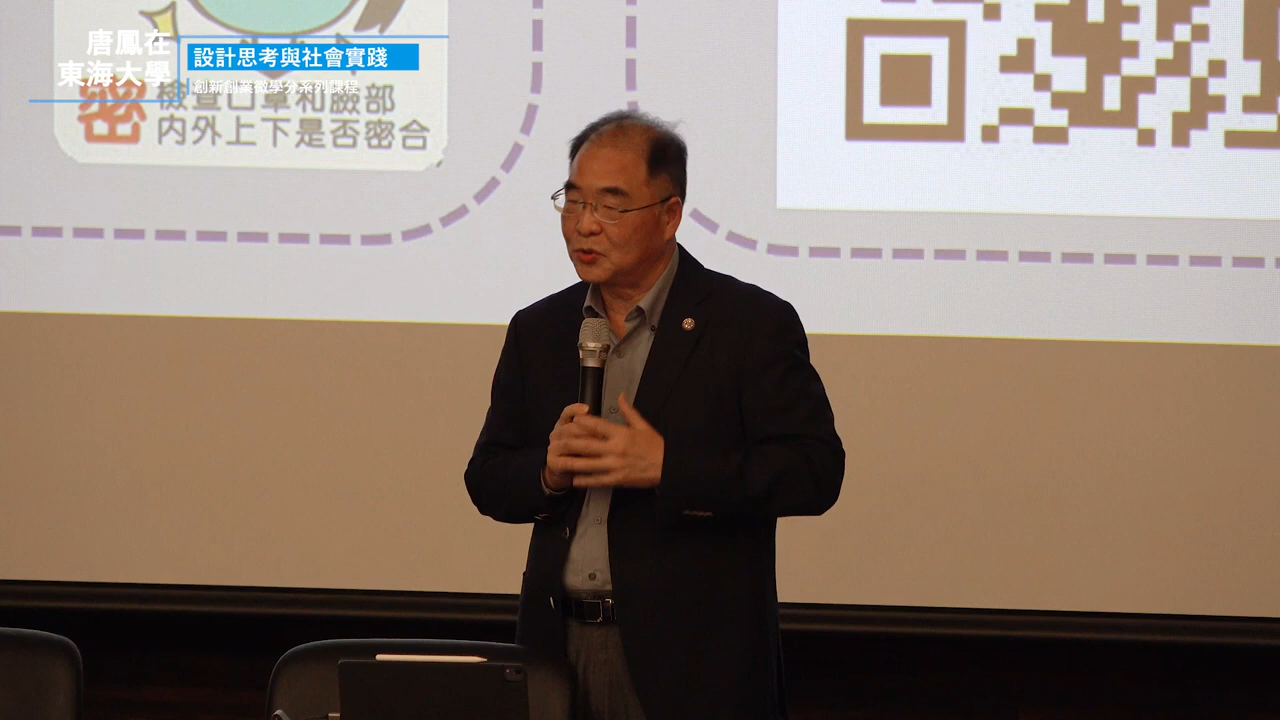 唐鳳在
東海大學
設計思考與社會實踐
創新創業微學分系列課程
密
檢查口罩和臉部
內外上下是否密合